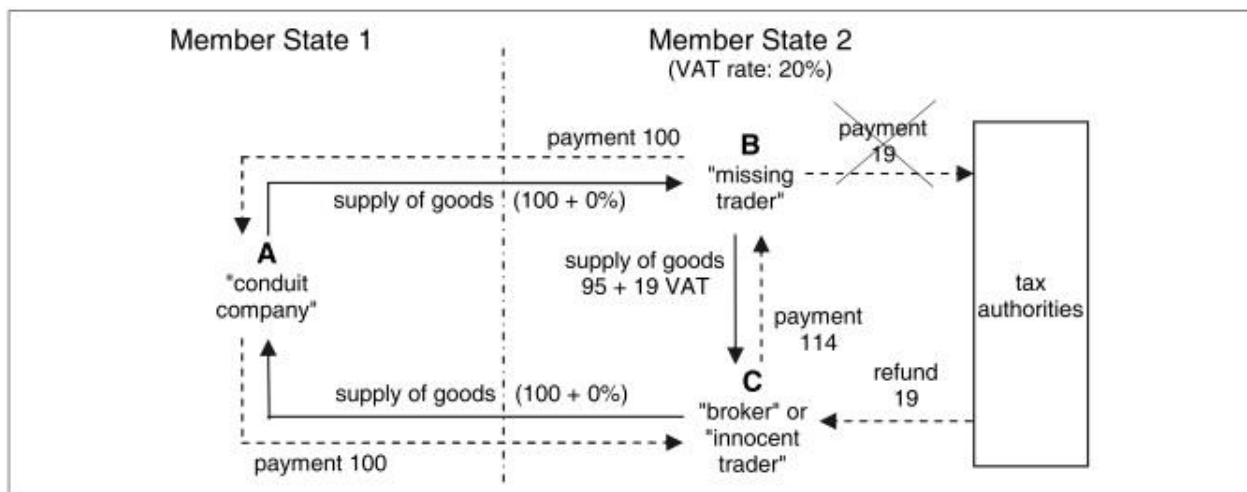 Member State 1
Member State 2
(VAT rate: 20%)
payment 100
B
"missing
trader"
payment
19
supply of goods (100 + 0%)
A
"conduit
company"
supply of goods
95 + 19 VAT
payment
114
tax
authorities
C
"broker" or
"innocent
trader"
refund
19
supply of goods (100 + 0%)
payment 100